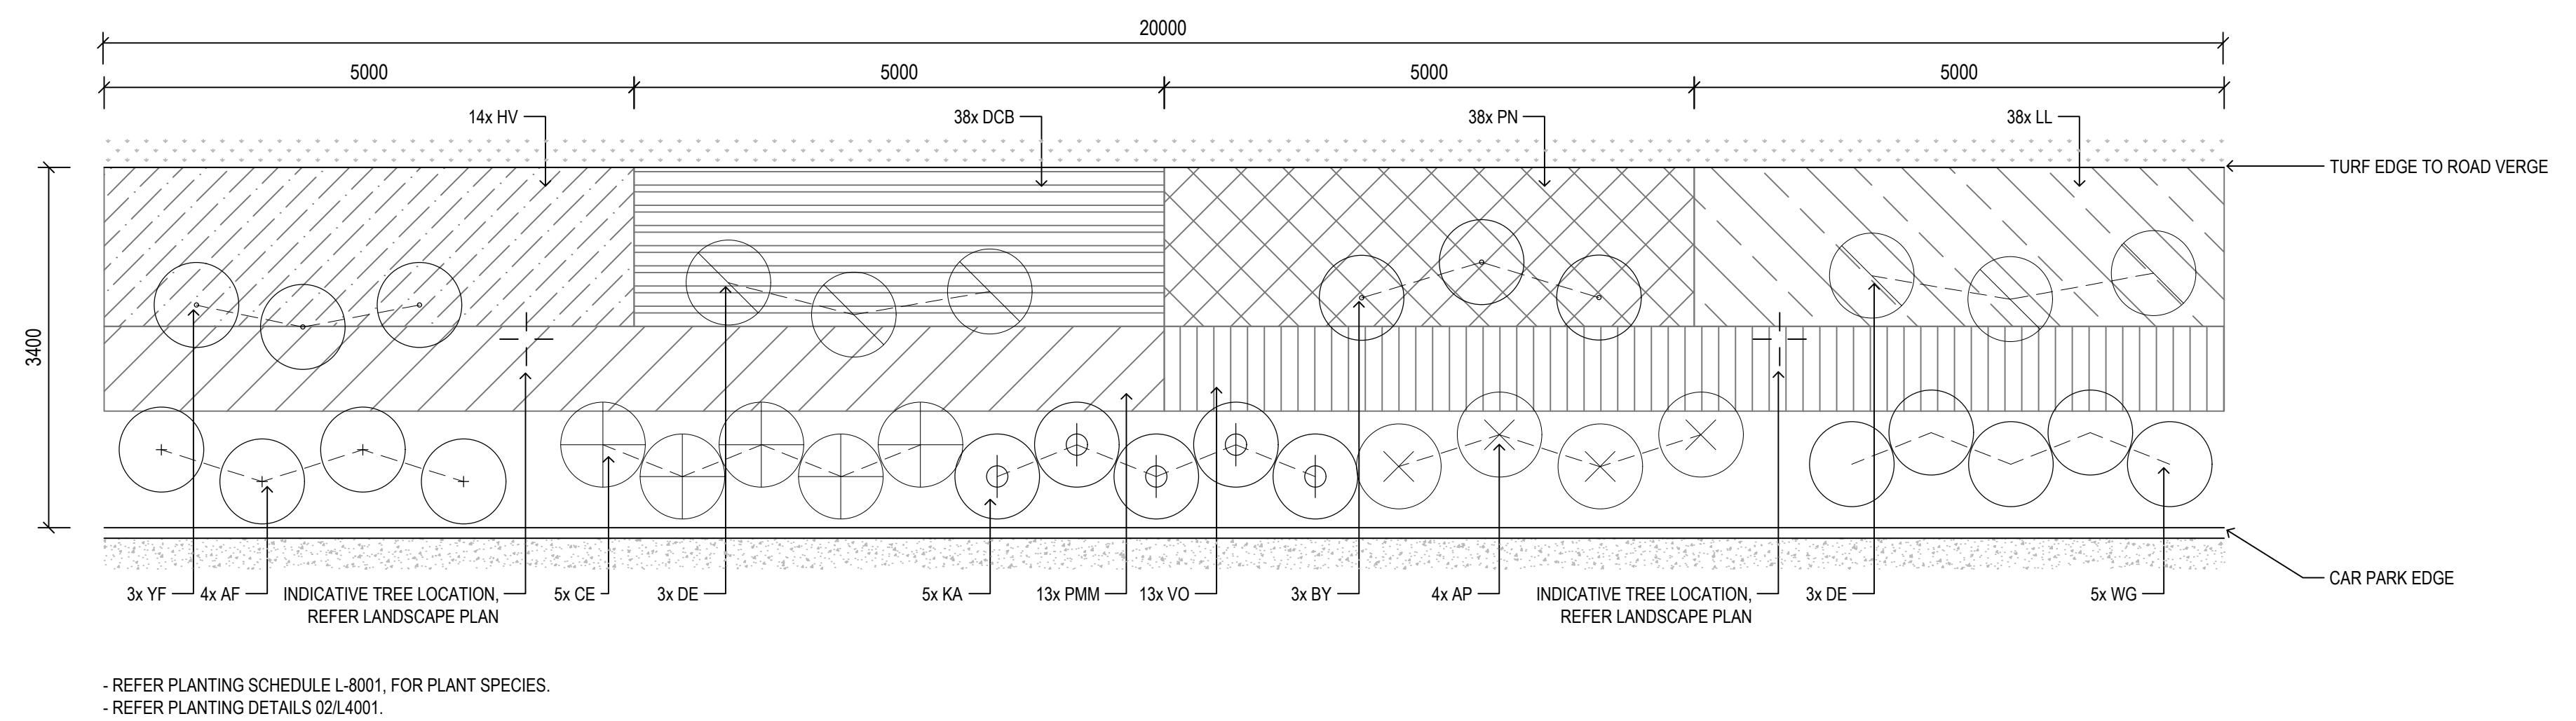 20000
5000 5000 5000 5000
14x HV 38x DCB 38x PN 38x LL
TURF EDGE TO ROAD VERGE
3400
CAR PARK EDGE
3x YF 4x AF INDICATIVE TREE LOCATION, 5x CE 3x DE 5x KA 13x PMM 13x VO 3x BY 4x AP INDICATIVE TREE LOCATION, 3x DE 5x WG
REFER LANDSCAPE PLAN REFER LANDSCAPE PLAN
- REFER PLANTING SCHEDULE L-8001, FOR PLANT SPECIES.
- REFER PLANTING DETAILS 02/L4001.